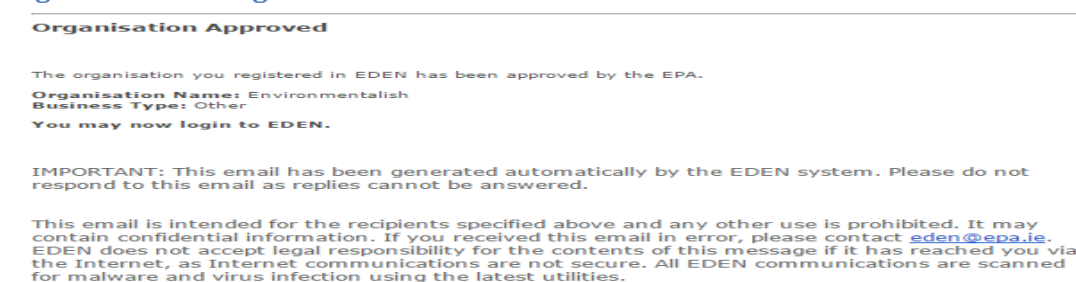 Organisation Approved
The organisation you registered in EDEN has been approved by the EPA.
Organisation Name: Environmentalish
Business Type: Other
You may now login to EDEN.
IMPORTANT: This email has been generated automatically by the EDEN system. Please do not
respond to this email as replies cannot be answered.
This email is intended for the recipients specified above and any other use is prohibited. It may
contain confidential information. If you received this email in error, please contact eden@epa.ie.
EDEN does not accept legal responsibility for the contents of this message if it has reached you via
the Internet, as Internet communications are not secure. All EDEN communications are scanned
for malware and virus infection using the latest utilities.